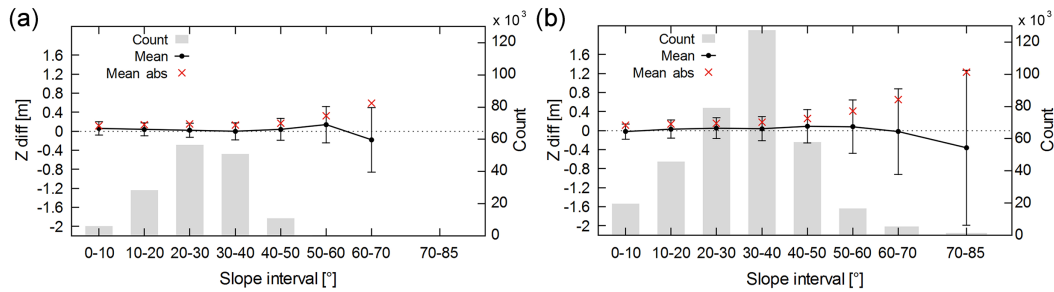 (a)
x 10³
Count
Mean
Mean abs
1.6
1.2
0.8
0.4
0
-0.4
-0.8
-1.2
-1.6
-2
Z diff [m]
120
100
80
60
40
20
0
Count
0-10 10-20 20-30 30-40 40-50 50-60 60-70 70-85
Slope interval [°]
(b)
x 10³
Count
Mean
Mean abs
1.6
1.2
0.8
0.4
0
-0.4
-0.8
-1.2
-1.6
-2
Z diff [m]
120
100
80
60
40
20
0
Count
0-10 10-20 20-30 30-40 40-50 50-60 60-70 70-85
Slope interval [°]